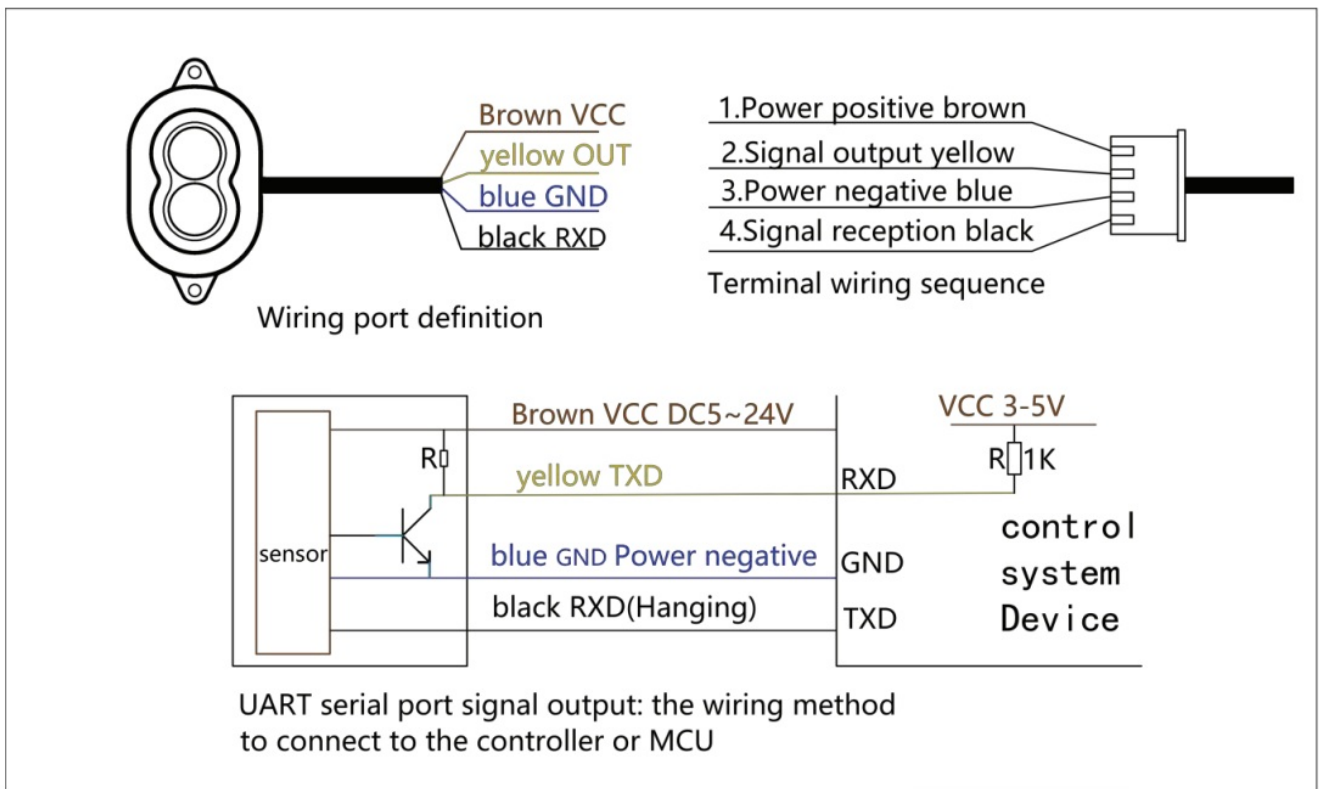 Brown VCC
yellow OUT
blue GND
black RXD
Wiring port definition
1.Power positive brown
2.Signal output yellow
3.Power negative blue
4.Signal reception black
Terminal wiring sequence
Brown VCC DC5~24V
VCC 3-5V
R
R 1K
yellow TXD
RXD
sensor
blue GND Power negative
GND
black RXD(Hanging)
TXD
control
system
Device
UART serial port signal output: the wiring method
to connect to the controller or MCU